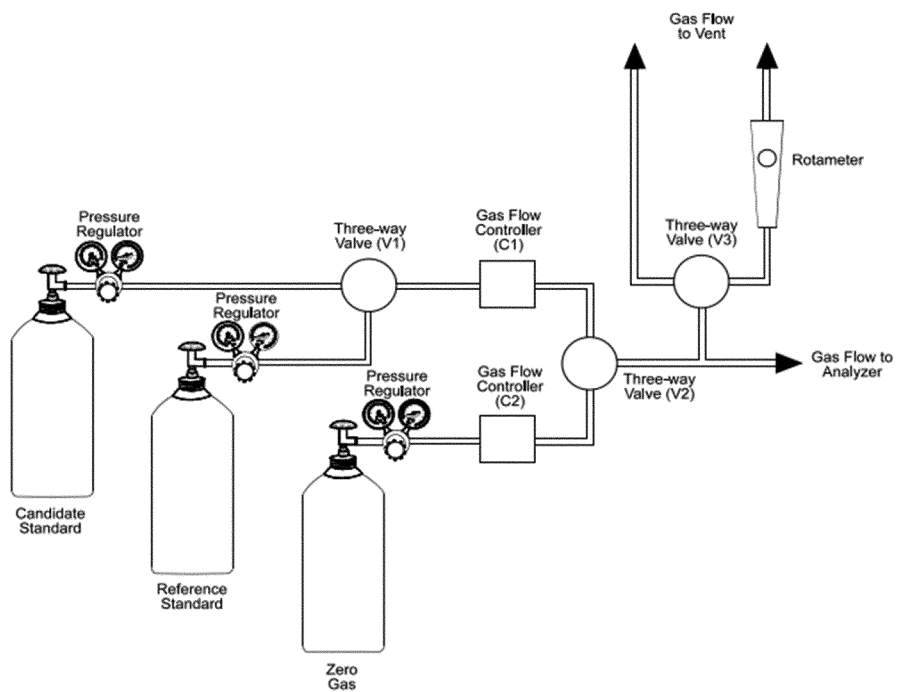 Gas Flow
to Vent
Rotameter
Pressure
Regulator
Three-way
Valve (V1)
Gas Flow
Controller
(C1)
Three-way
Valve (V3)
Pressure
Regulator
Pressure
Regulator
Gas Flow
Controller
(C2)
Three-way
Valve (V2)
Gas Flow to
Analyzer
Candidate
Standard
Reference
Standard
Zero
Gas